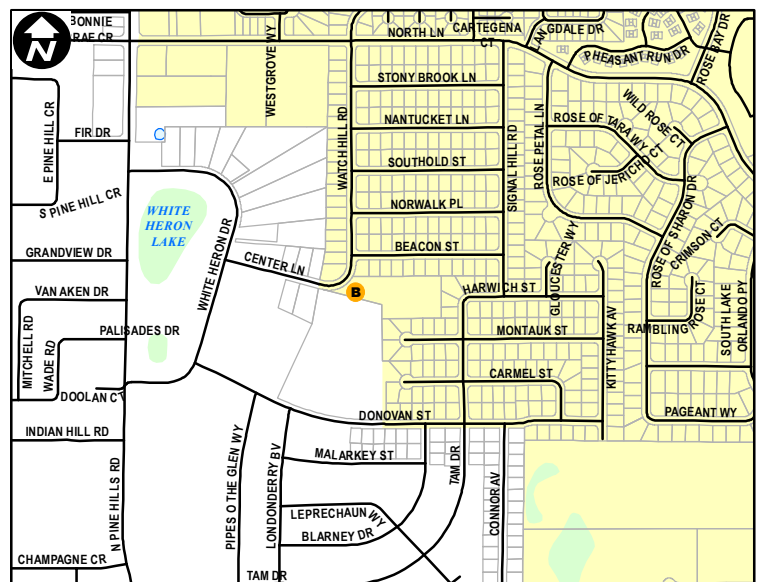 BONNIE
BRAE CR
N
NORTH LN
CARTEGENA
CT
LANGDALE DR
PHEASANT RUN DR
ROSE BAY DR
WESTGROVE WY
STONY BROOK LN
WATCH HILL RD
NANTUCKET LN
SIGNAL HILL RD
ROSE PETAL LN
ROSE OF TARA WY
WILD ROSE CT
E PINE HILL CR
FIR DR
SOUTHOLD ST
ROSE OF JERICHO CT
S PINE HILL CR
WHITE
HERON
LAKE
NORWALK PL
ROSE OF SHARON DR
CRIMSON CT
WHITE HERON DR
GRANDVIEW DR
CENTER LN
BEACON ST
GLOUCESTER WY
B
HARWICH ST
VAN AKEN DR
ROSE CT
RAMBLING
SOUTH LAKE
ORLANDO PY
MITCHELL RD
WADE RD
PALISADES DR
MONTAUK ST
KITTYHAWK AV
CARMEL ST
DOOLAN CT
DONOVAN ST
PAGEANT WY
INDIAN HILL RD
N PINE HILLS RD
PIPES O THE GLEN WY
LONDONDERRY BV
MALARKEY ST
TAM DR
CONNOR AV
LEPRECHAUN WY
BLARNEY DR
CHAMPAGNE CR
TAM DR